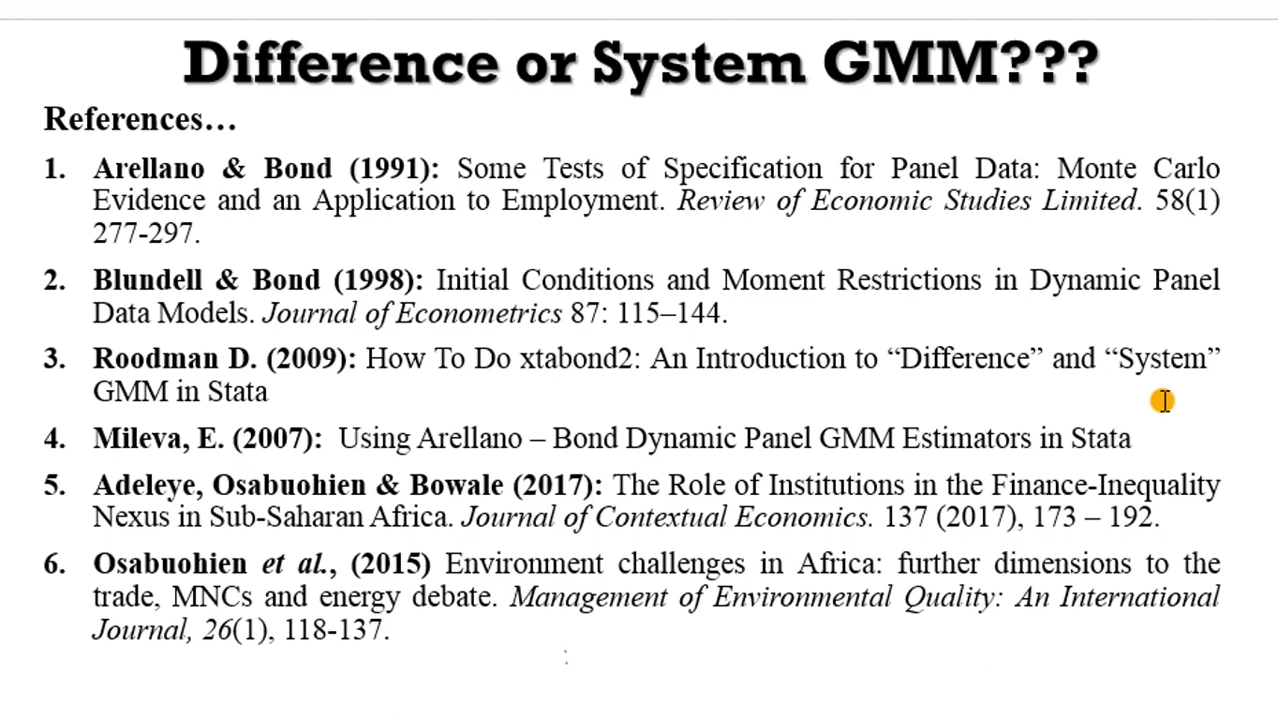 Difference or System GMM???
References…
1. Arellano & Bond (1991): Some Tests of Specification for Panel Data: Monte Carlo
Evidence and an Application to Employment. Review of Economic Studies Limited. 58(1)
277-297.
2. Blundell & Bond (1998): Initial Conditions and Moment Restrictions in Dynamic Panel
Data Models. Journal of Econometrics 87: 115–144.
3. Roodman D. (2009): How To Do xtabond2: An Introduction to “Difference” and “System”
GMM in Stata
4. Mileva, E. (2007): Using Arellano – Bond Dynamic Panel GMM Estimators in Stata
5. Adeleye, Osabuohien & Bowale (2017): The Role of Institutions in the Finance-Inequality
Nexus in Sub-Saharan Africa. Journal of Contextual Economics. 137 (2017), 173 – 192.
6. Osabuohien et al., (2015) Environment challenges in Africa: further dimensions to the
trade, MNCs and energy debate. Management of Environmental Quality: An International
Journal, 26(1), 118-137.